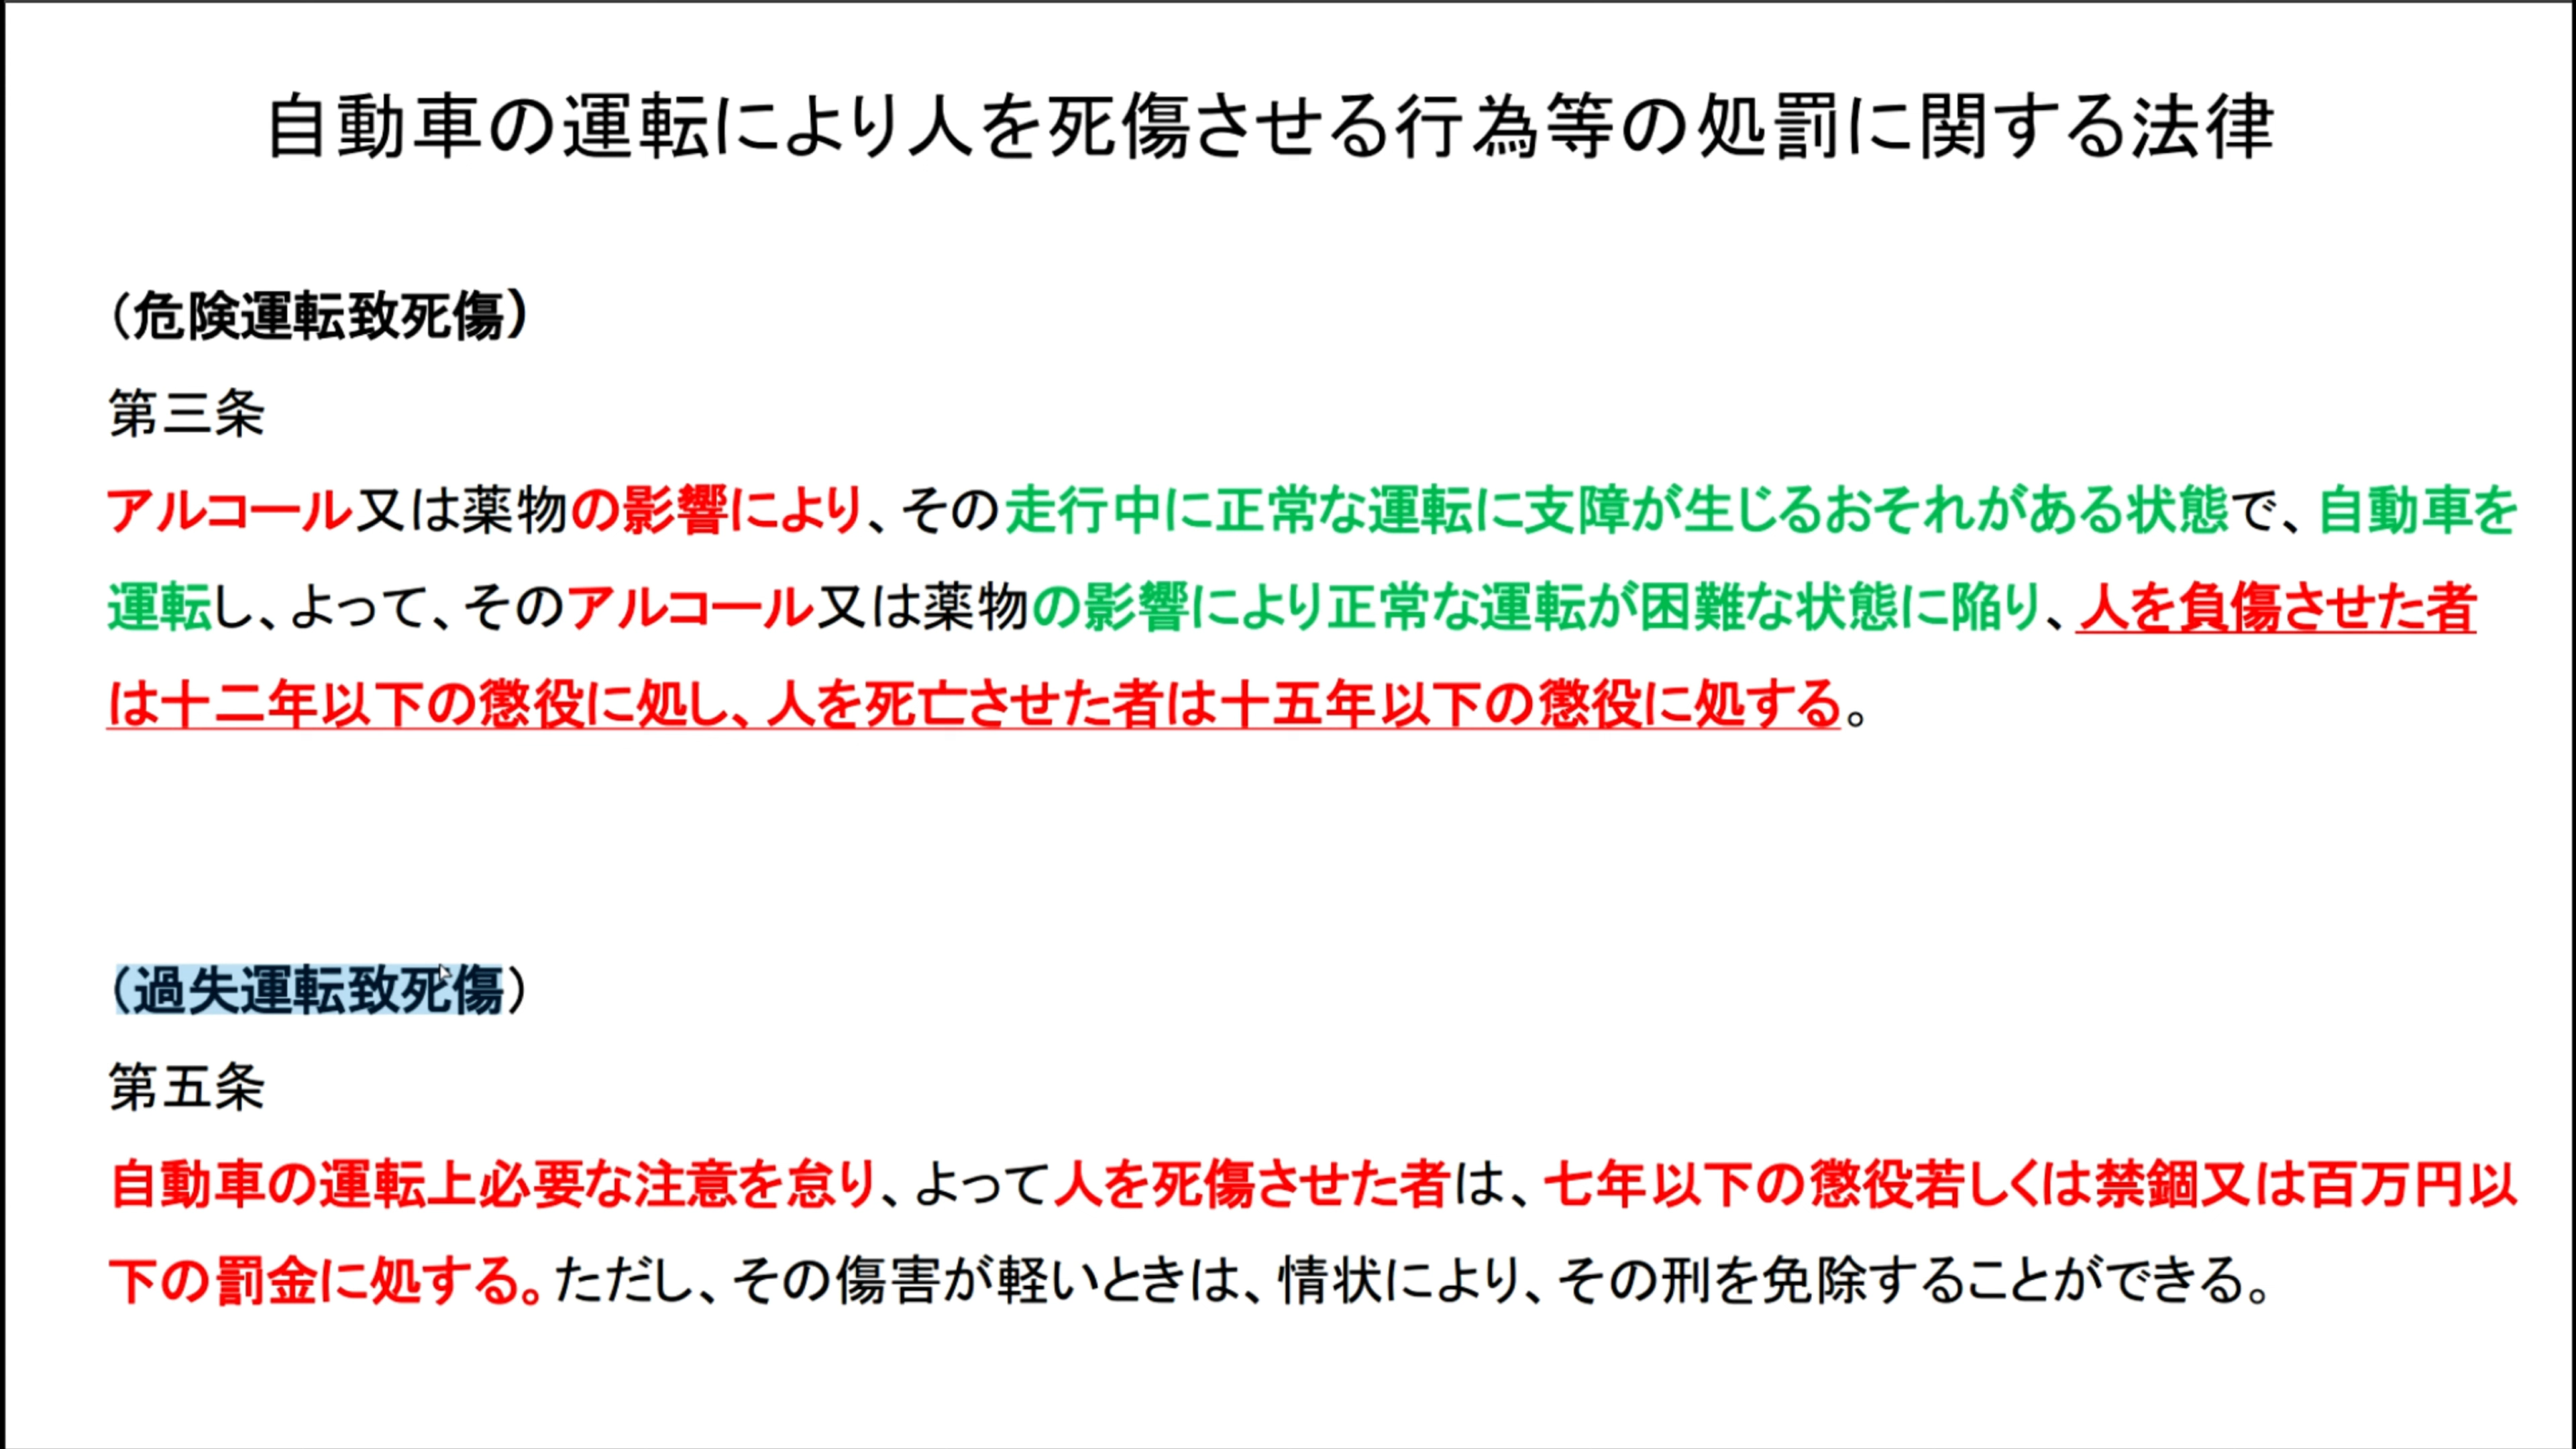 自動車の運転により人を死傷させる行為等の処罰に関する法律
（危険運転致死傷）
第三条
アルコール又は薬物の影響により、その走行中に正常な運転に支障が生じるおそれがある状態で、自動車を
運転し、よって、そのアルコール又は薬物の影響により正常な運転が困難な状態に陥り、人を負傷させた者
は十二年以下の懲役に処し、人を死亡させた者は十五年以下の懲役に処する。
（過失運転致死傷）
第五条
自動車の運転上必要な注意を怠り、よって人を死傷させた者は、七年以下の懲役若しくは禁錮又は百万円以
下の罰金に処する。ただし、その傷害が軽いときは、情状により、その刑を免除することができる。